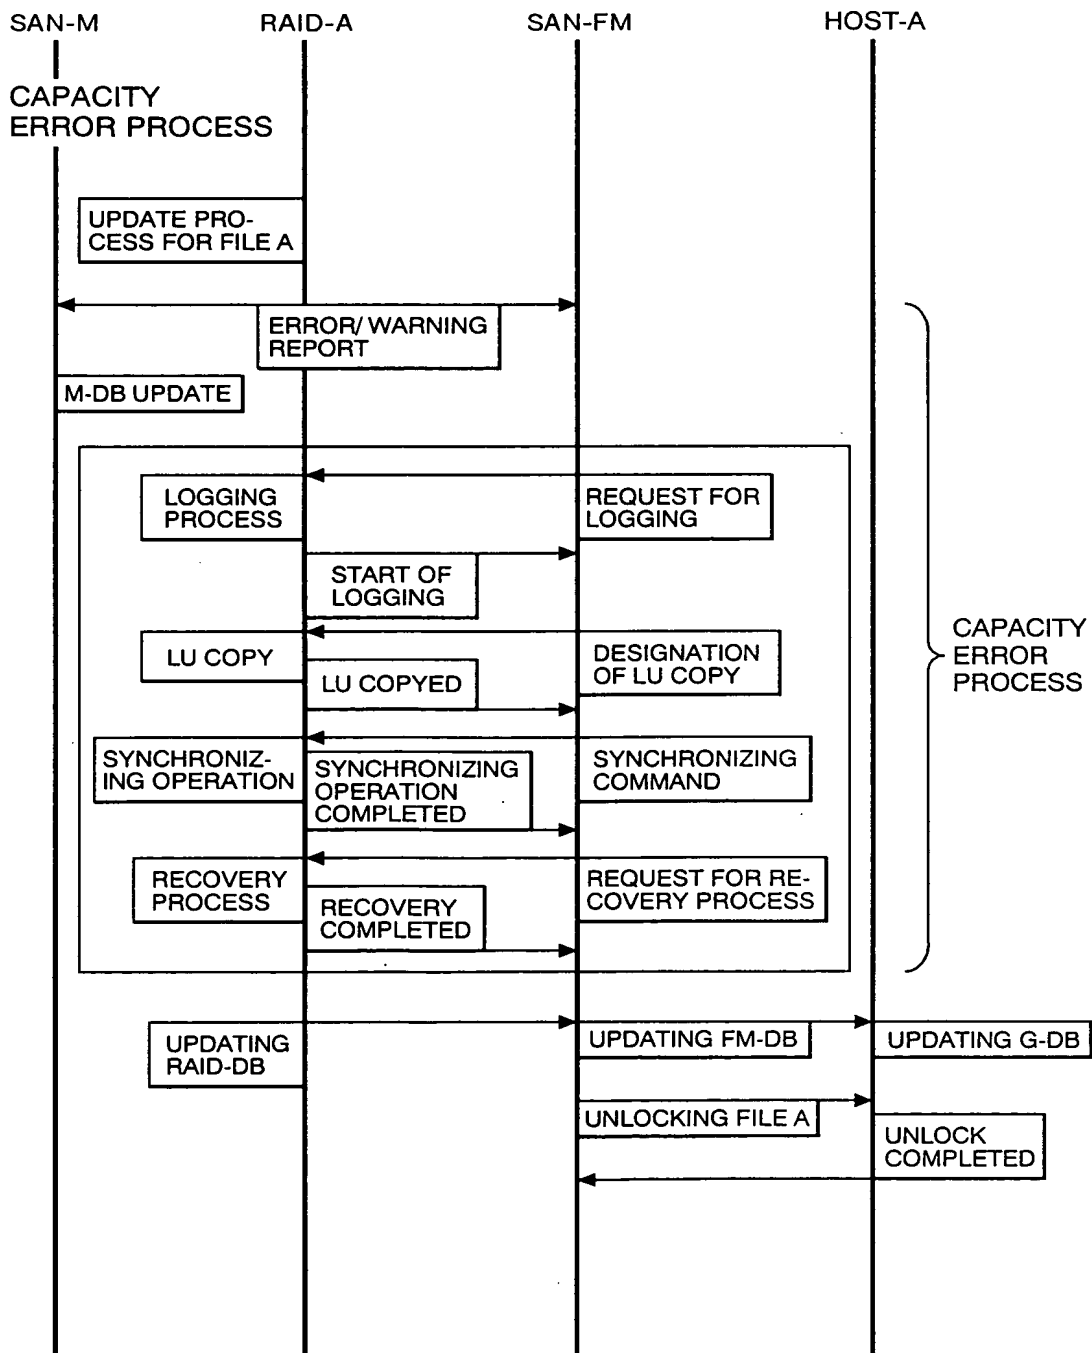 SAN-M
RAID-A
SAN-FM
HOST-A
CAPACITY
ERROR PROCESS
UPDATE PRO-
CESS FOR FILE A
ERROR/ WARNING
REPORT
M-DB UPDATE
LOGGING
PROCESS
REQUEST FOR
LOGGING
START OF
LOGGING
LU COPY
LU COPYED
DESIGNATION
OF LU COPY
CAPACITY
ERROR
PROCESS
SYNCHRONIZ-
ING OPERATION
SYNCHRONIZING
OPERATION
COMPLETED
SYNCHRONIZING
COMMAND
RECOVERY
PROCESS
RECOVERY
COMPLETED
REQUEST FOR RE-
COVERY PROCESS
UPDATING
RAID-DB
UPDATING FM-DB
UPDATING G-DB
UNLOCKING FILE A
UNLOCK
COMPLETED